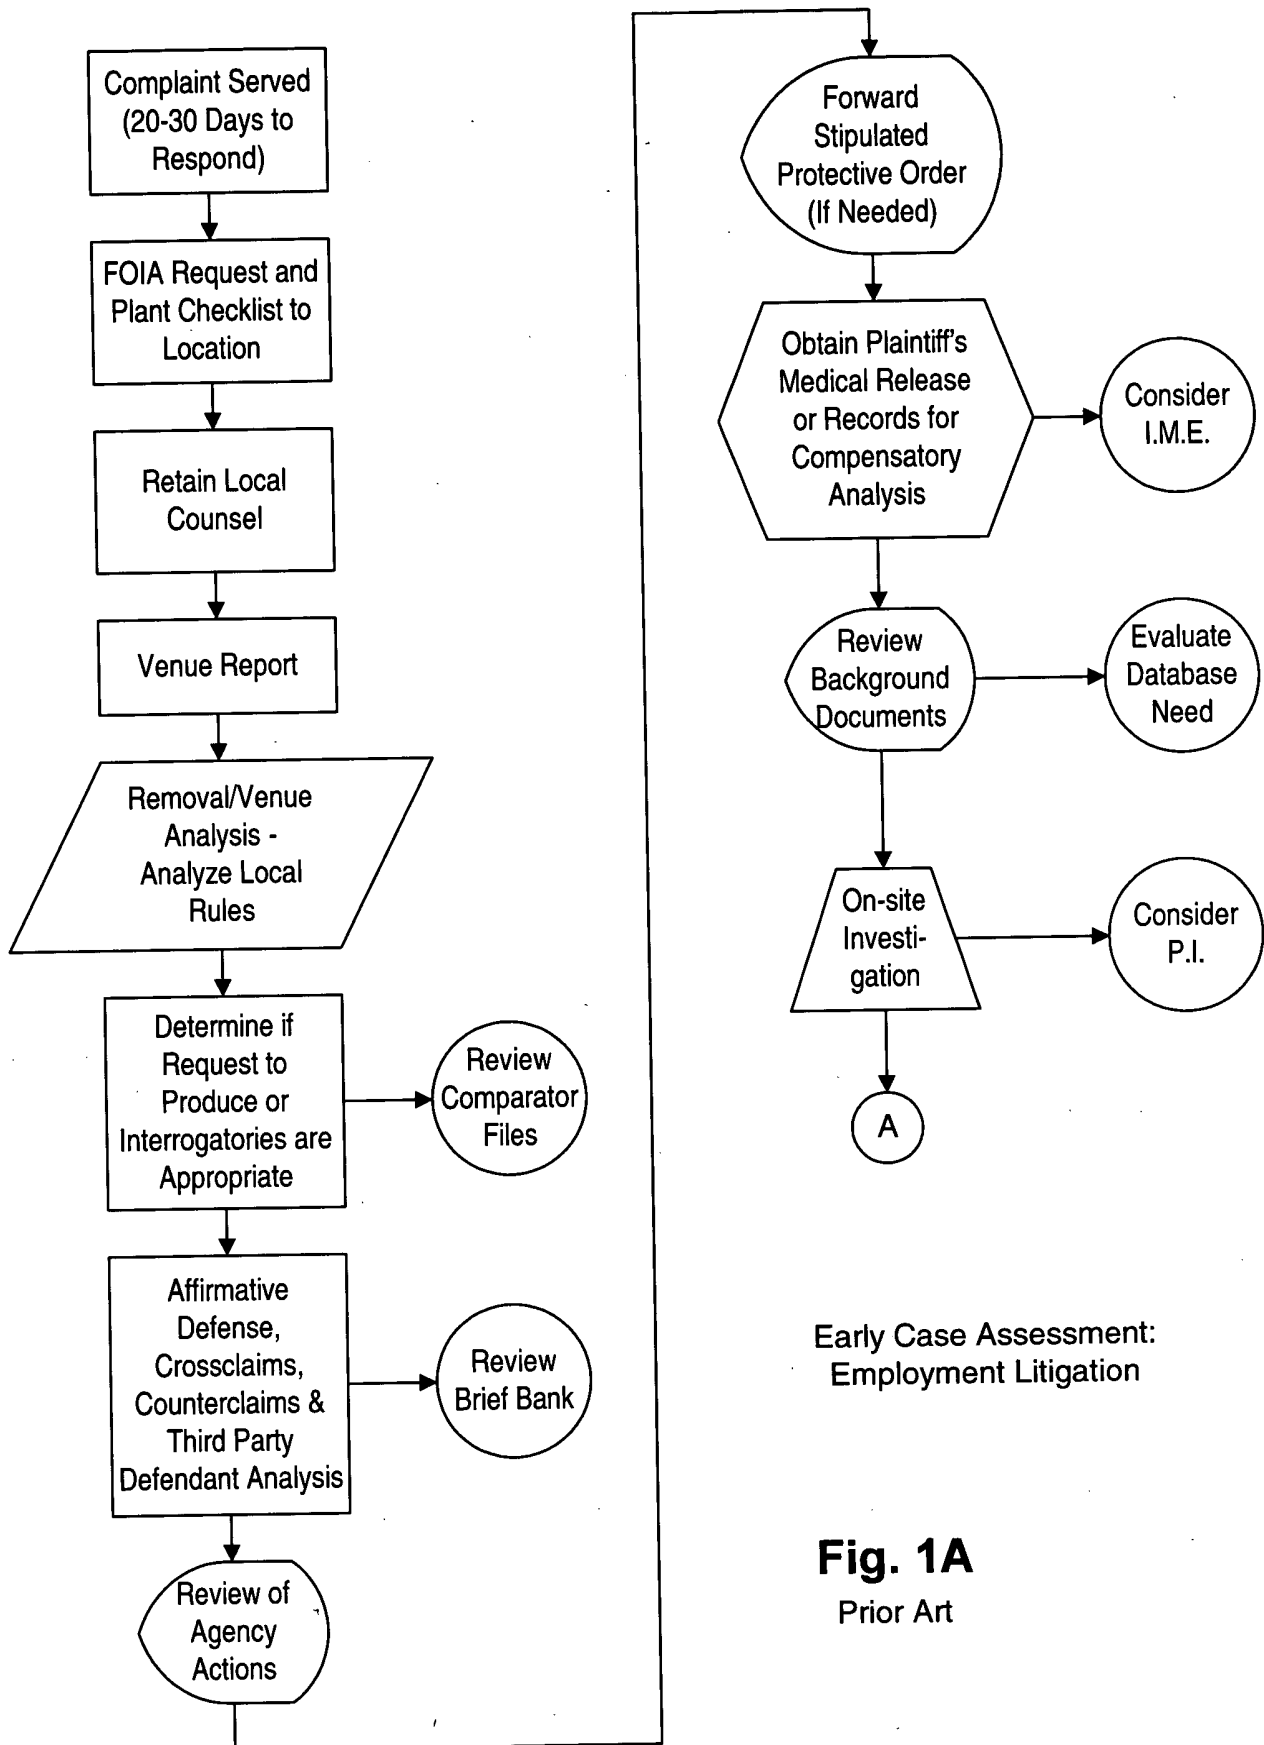 Complaint Served
(20-30 Days to
Respond)
FOIA Request and
Plant Checklist to
Location
Retain Local
Counsel
Venue Report
Removal/Venue
Analysis -
Analyze Local
Rules
Determine if
Request to
Produce or
Interrogatories are
Appropriate
Review
Comparator
Files
Affirmative
Defense,
Crossclaims,
Counterclaims &
Third Party
Defendant Analysis
Review
Brief Bank
Review of
Agency
Actions
Forward
Stipulated
Protective Order
(If Needed)
Obtain Plaintiff's
Medical Release
or Records for
Compensatory
Analysis
Consider
I.M.E.
Review
Background
Documents
Evaluate
Database
Need
On-site
Investi-
gation
Consider
P.I.
A
Early Case Assessment:
Employment Litigation
Fig. 1A
Prior Art